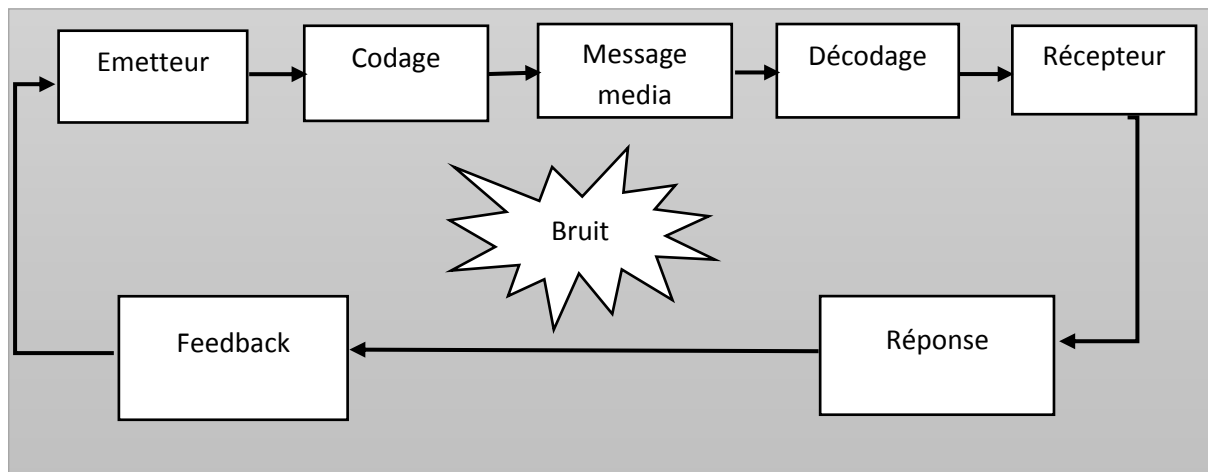 Emetteur
Codage
Message
media
Décodage
Récepteur
Bruit
Feedback
Réponse